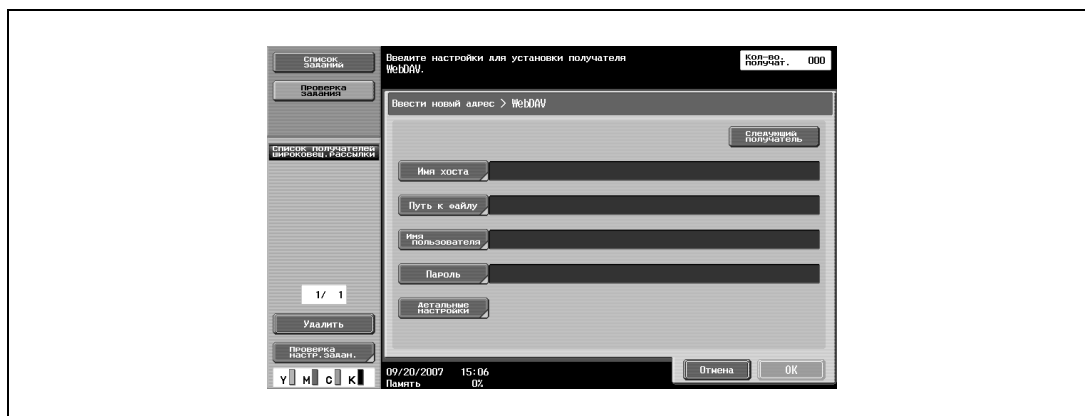 Список
задания
Проверка
задания
Список получателей
широковещ.рассылки
1/ 1
Удалить
Проверка
настр.задан.
Y M C K
Введите настройки для установки получателя
WebDAV.
Кол-во.
получат. 000
Ввести новый адрес > WebDAV
Следующий
получатель
Имя хоста
Путь к файлу
Имя
пользователя
Пароль
Детальные
настройки
09/20/2007 15:06
Память 0%
Отмена
OK